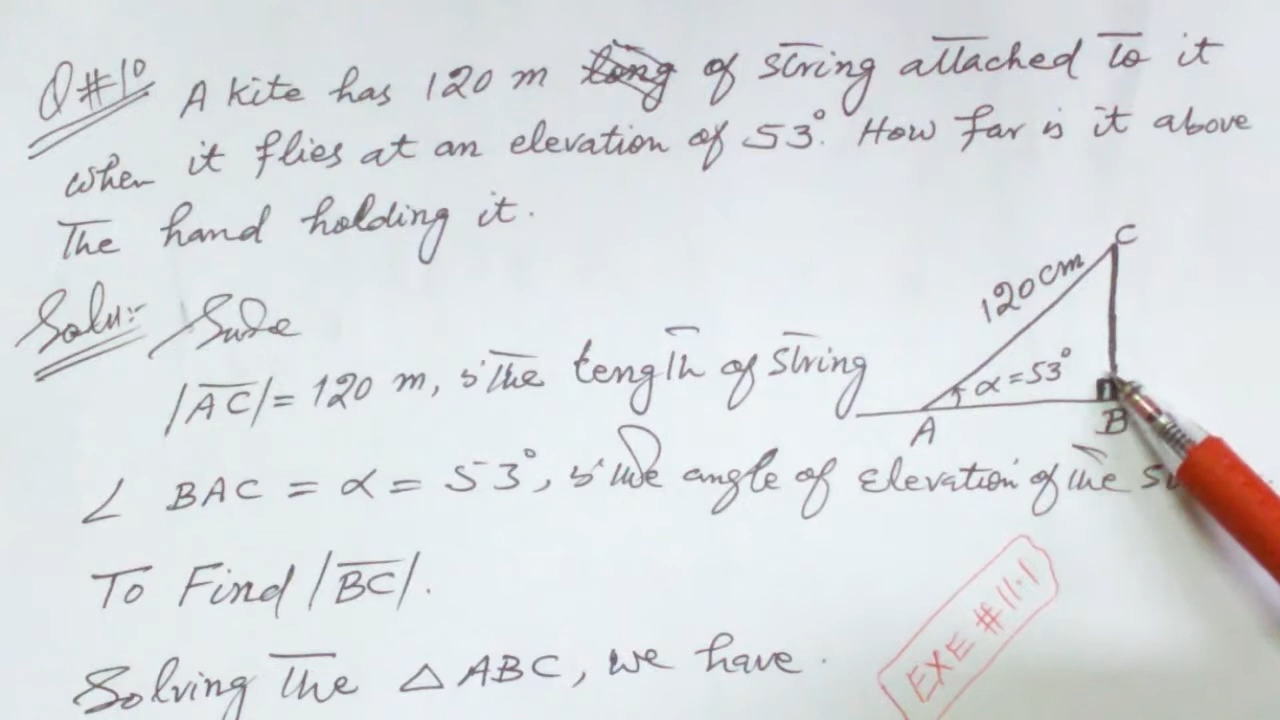 Q#10 A kite has 120 m of string attached to it
when it flies at an elevation of 53°. How far is it above
The hand holding it.
Solu:-
|AC| = 120 m, is the length of string
∠ BAC = α = 53°, is the angle of elevation of the
To Find |BC|.
Solving the △ ABC, we have
C
120 cm
α = 53°
A
B
EXE # 11.1